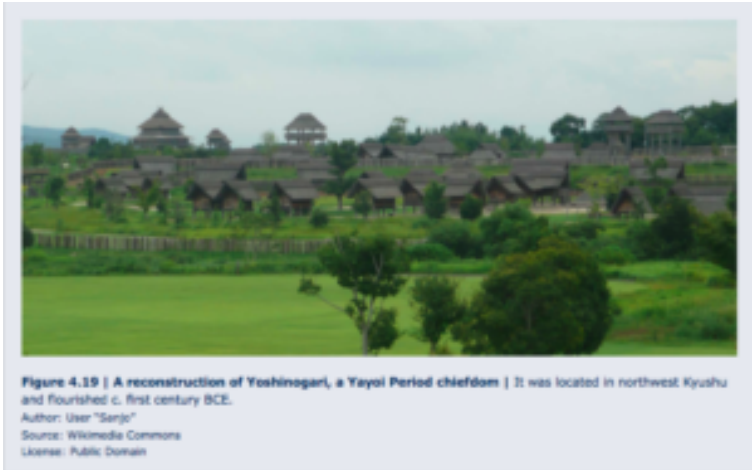 Figure 4.19 | A reconstruction of Yoshinogari, a Yayoi Period chiefdom | It was located in northwest Kyushu
and flourished c. first century BCE.
Author: User "Sanjo"
Source: Wikimedia Commons
License: Public Domain